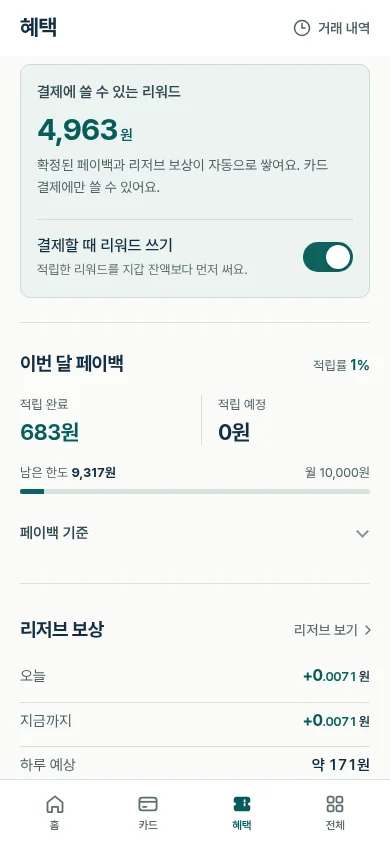 혜택
거래 내역
결제에 쓸 수 있는 리워드
4,963원
확정된 페이백과 리저브 보상이 자동으로 쌓여요. 카드
결제에만 쓸 수 있어요.
결제할 때 리워드 쓰기
적립한 리워드를 지갑 잔액보다 먼저 써요.
이번 달 페이백
적립률 1%
적립 완료
적립 예정
683원
0원
남은 한도 9,317원
월 10,000원
페이백 기준
리저브 보상
리저브 보기
오늘
+0.0071원
지금까지
+0.0071원
하루 예상
약 171원
홈
카드
혜택
전체